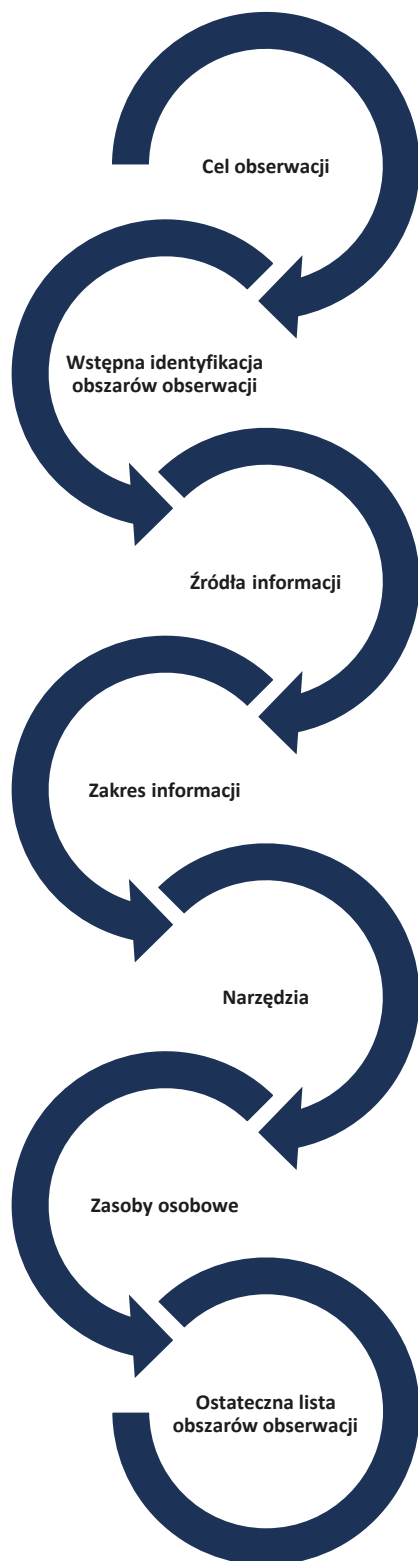 Cel obserwacji
Wstępna identyfikacja
obszarów obserwacji
Źródła informacji
Zakres informacji
Narzędzia
Zasoby osobowe
Ostateczna lista
obszarów obserwacji